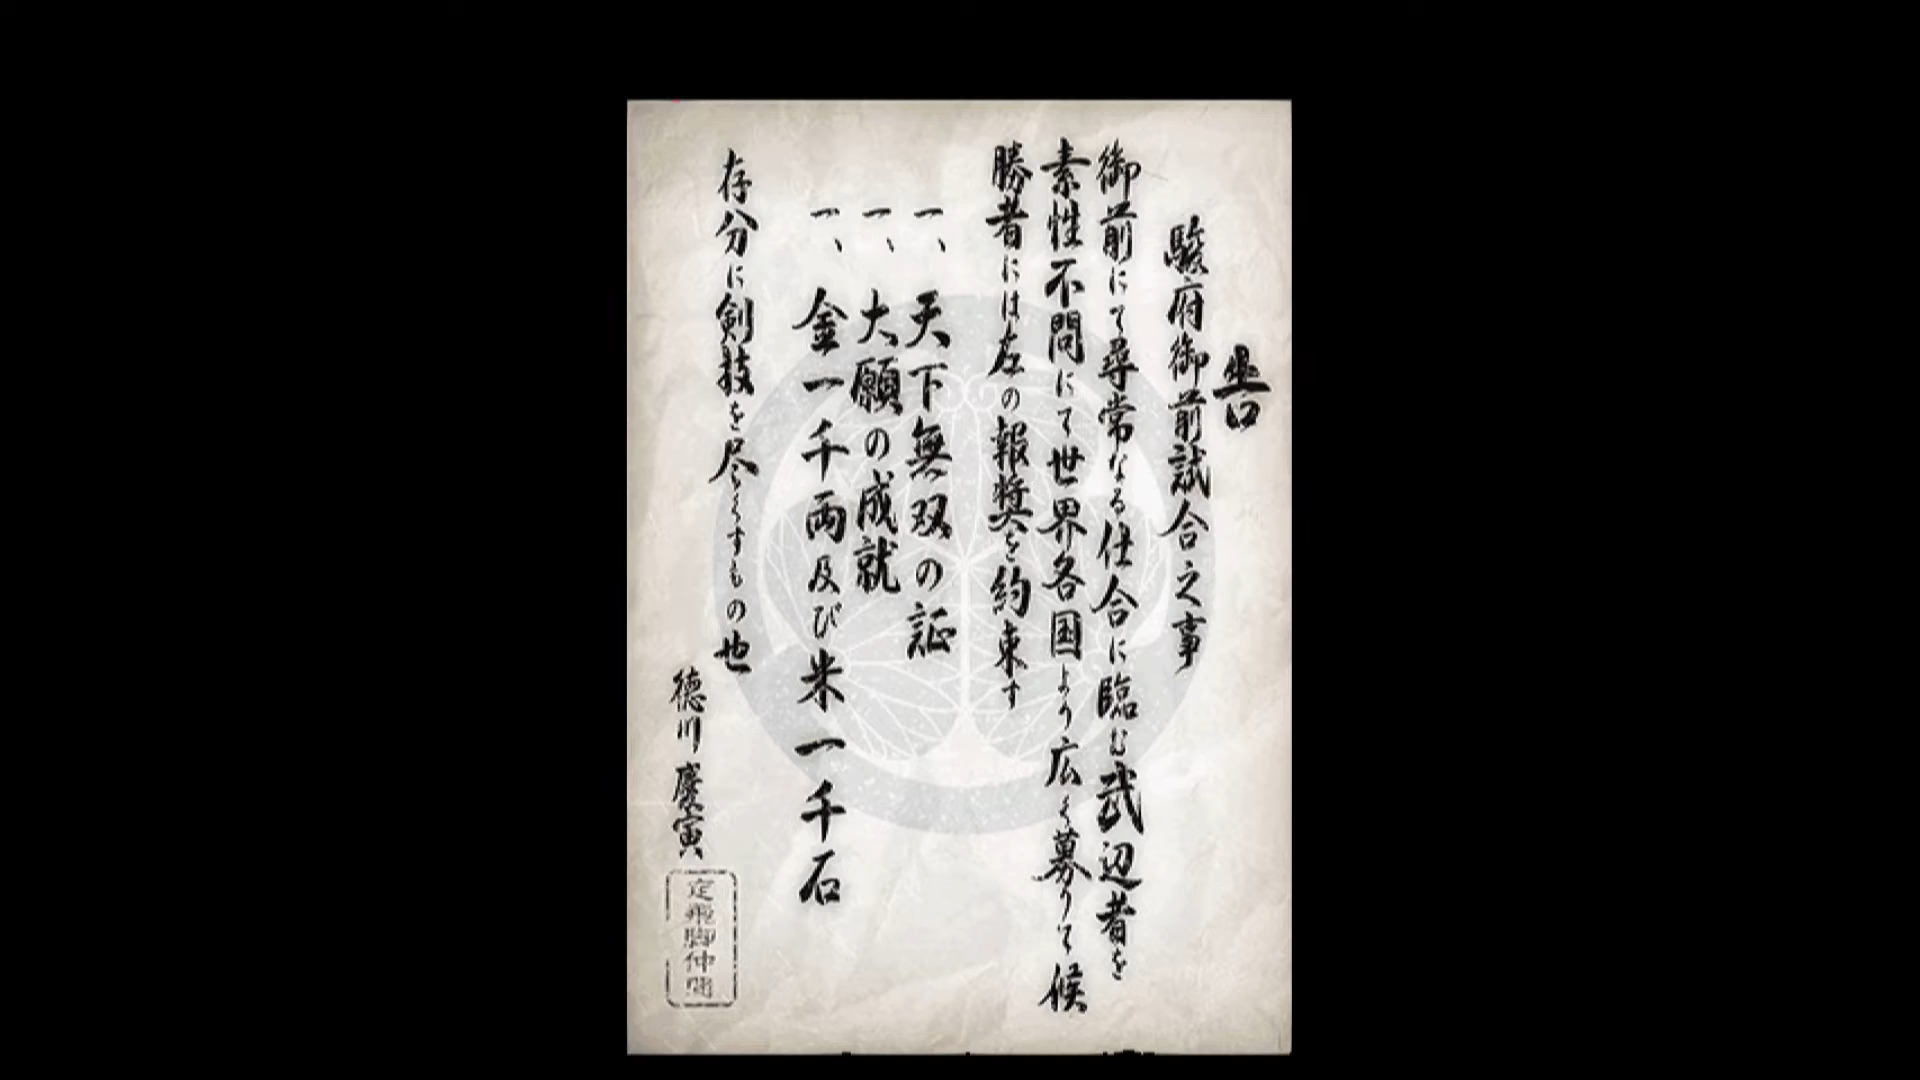 告
駿府御前試合之事
御前にて尋常なる仕合に臨む武辺者を
素性不問にて世界各国より広く募りて候
勝者には左の報奨を約束す
一、天下無双の証
一、大願の成就
一、金一千両及び米一千石
存分に剣技を尽くすもの也
徳川慶寅
定飛脚仲間